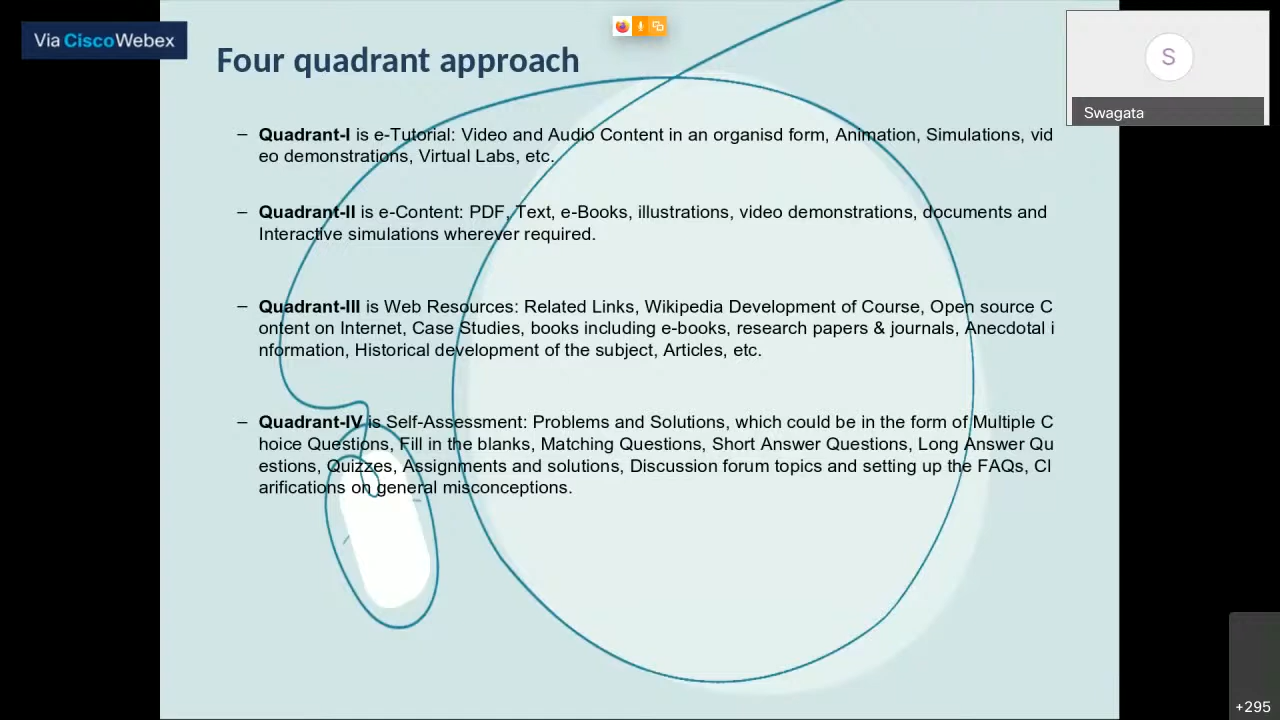 Via Cisco Webex
Four quadrant approach
S
Swagata
– Quadrant-I is e-Tutorial: Video and Audio Content in an organisd form, Animation, Simulations, vid
eo demonstrations, Virtual Labs, etc.
– Quadrant-II is e-Content: PDF, Text, e-Books, illustrations, video demonstrations, documents and
Interactive simulations wherever required.
– Quadrant-III is Web Resources: Related Links, Wikipedia Development of Course, Open source C
ontent on Internet, Case Studies, books including e-books, research papers & journals, Anecdotal i
nformation, Historical development of the subject, Articles, etc.
– Quadrant-IV is Self-Assessment: Problems and Solutions, which could be in the form of Multiple C
hoice Questions, Fill in the blanks, Matching Questions, Short Answer Questions, Long Answer Qu
estions, Quizzes, Assignments and solutions, Discussion forum topics and setting up the FAQs, Cl
arifications on general misconceptions.
+295